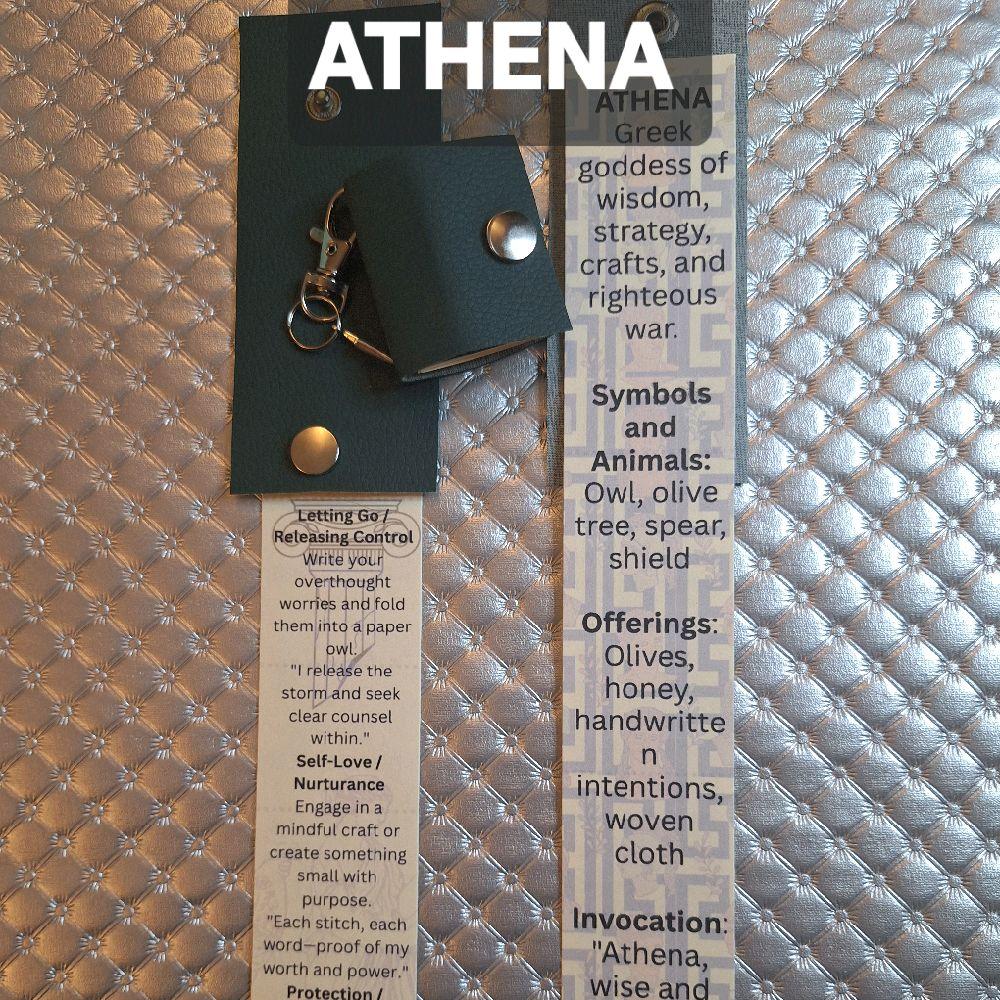 ATHENA
Letting Go /
Releasing Control
Write your
overthought
worries and fold
them into a paper
owl.
"I release the
storm and seek
clear counsel
within."
Self-Love /
Nurturance
Engage in a
mindful craft or
create something
small with
purpose.
"Each stitch, each
word—proof of my
worth and power."
Protection /
ATHENA
Greek
goddess of
wisdom,
strategy,
crafts, and
righteous
war.
Symbols
and
Animals:
Owl, olive
tree, spear,
shield
Offerings:
Olives,
honey,
handwritte
n
intentions,
woven
cloth
Invocation:
"Athena,
wise and